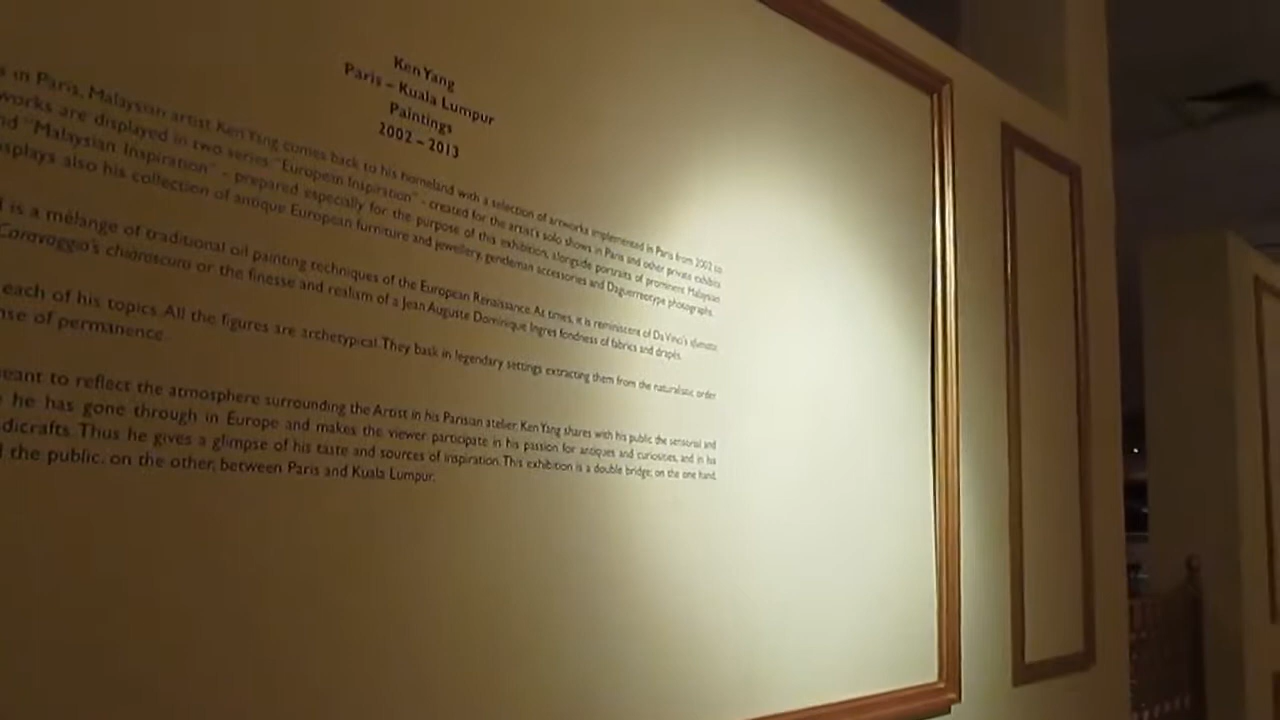 Ken Yang
Paris – Kuala Lumpur
Paintings
2002 – 2013
in Paris, Malaysian artist Ken Yang comes back to his homeland with a selection of artworks implemented in Paris from 2002 to
works are displayed in two series "European Inspiration" - created for the artist's solo shows in Paris and other private exhibits
"Malaysian Inspiration" - prepared especially for the purpose of this exhibition, alongside portraits of prominent Malaysian
also his collection of antique European furniture and jewellery, gentleman accessories and Daguerreotype photographs.
is a mélange of traditional oil painting techniques of the European Renaissance. At times, it is reminiscent of Da Vinci's sfumato,
Caravaggio's chiaroscuro or the finesse and realism of a Jean Auguste Dominique Ingres fondness of fabrics and drapés.
each of his topics. All the figures are archetypical. They bask in legendary settings extracting them from the naturalistic order
of permanence.
to reflect the atmosphere surrounding the Artist in his Parisian atelier. Ken Yang shares with his public the sensorial and
he has gone through in Europe and makes the viewer participate in his passion for antiques and curiosities, and in his
Thus he gives a glimpse of his taste and sources of inspiration. This exhibition is a double bridge; on the one hand,
the public, on the other, between Paris and Kuala Lumpur.